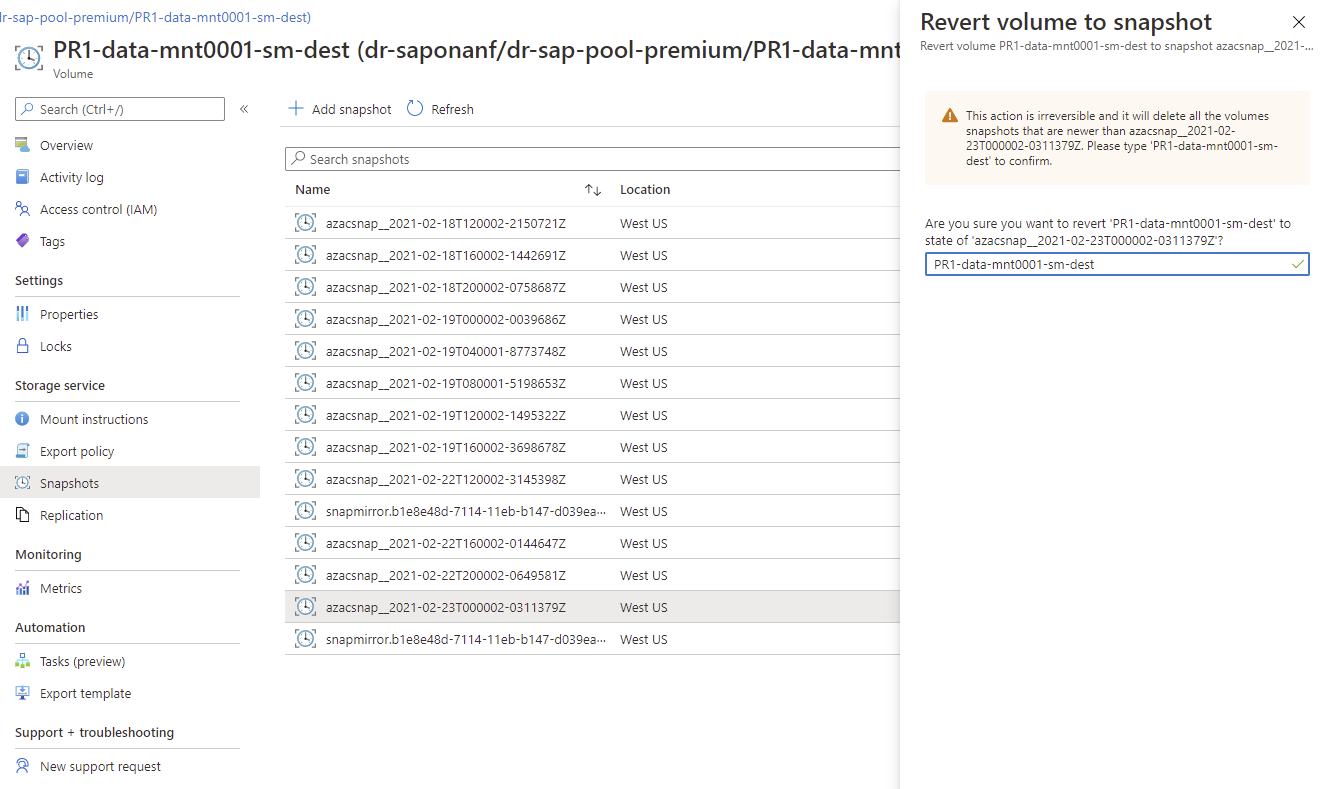 dr-sap-pool-premium/PR1-data-mnt0001-sm-dest)
PR1-data-mnt0001-sm-dest (dr-saponanf/dr-sap-pool-premium/PR1-data-mnt
Volume
Search (Ctrl+/)
«
Overview
Activity log
Access control (IAM)
Tags
Settings
Properties
Locks
Storage service
Mount instructions
Export policy
Snapshots
Replication
Monitoring
Metrics
Automation
Tasks (preview)
Export template
Support + troubleshooting
New support request
Add snapshot Refresh
Search snapshots
Name Location
azacsnap__2021-02-18T120002-2150721Z West US
azacsnap__2021-02-18T160002-1442691Z West US
azacsnap__2021-02-18T200002-0758687Z West US
azacsnap__2021-02-19T000002-0039686Z West US
azacsnap__2021-02-19T040001-8773748Z West US
azacsnap__2021-02-19T080001-5198653Z West US
azacsnap__2021-02-19T120002-1495322Z West US
azacsnap__2021-02-19T160002-3698678Z West US
azacsnap__2021-02-22T120002-3145398Z West US
snapmirror.b1e8e48d-7114-11eb-b147-d039ea··· West US
azacsnap__2021-02-22T160002-0144647Z West US
azacsnap__2021-02-22T200002-0649581Z West US
azacsnap__2021-02-23T000002-0311379Z West US
snapmirror.b1e8e48d-7114-11eb-b147-d039ea··· West US
Revert volume to snapshot
Revert volume PR1-data-mnt0001-sm-dest to snapshot azacsnap__2021-...
This action is irreversible and it will delete all the volumes
snapshots that are newer than azacsnap__2021-02-
23T000002-0311379Z. Please type 'PR1-data-mnt0001-sm-
dest' to confirm.
Are you sure you want to revert 'PR1-data-mnt0001-sm-dest' to
state of 'azacsnap__2021-02-23T000002-0311379Z'?
PR1-data-mnt0001-sm-dest